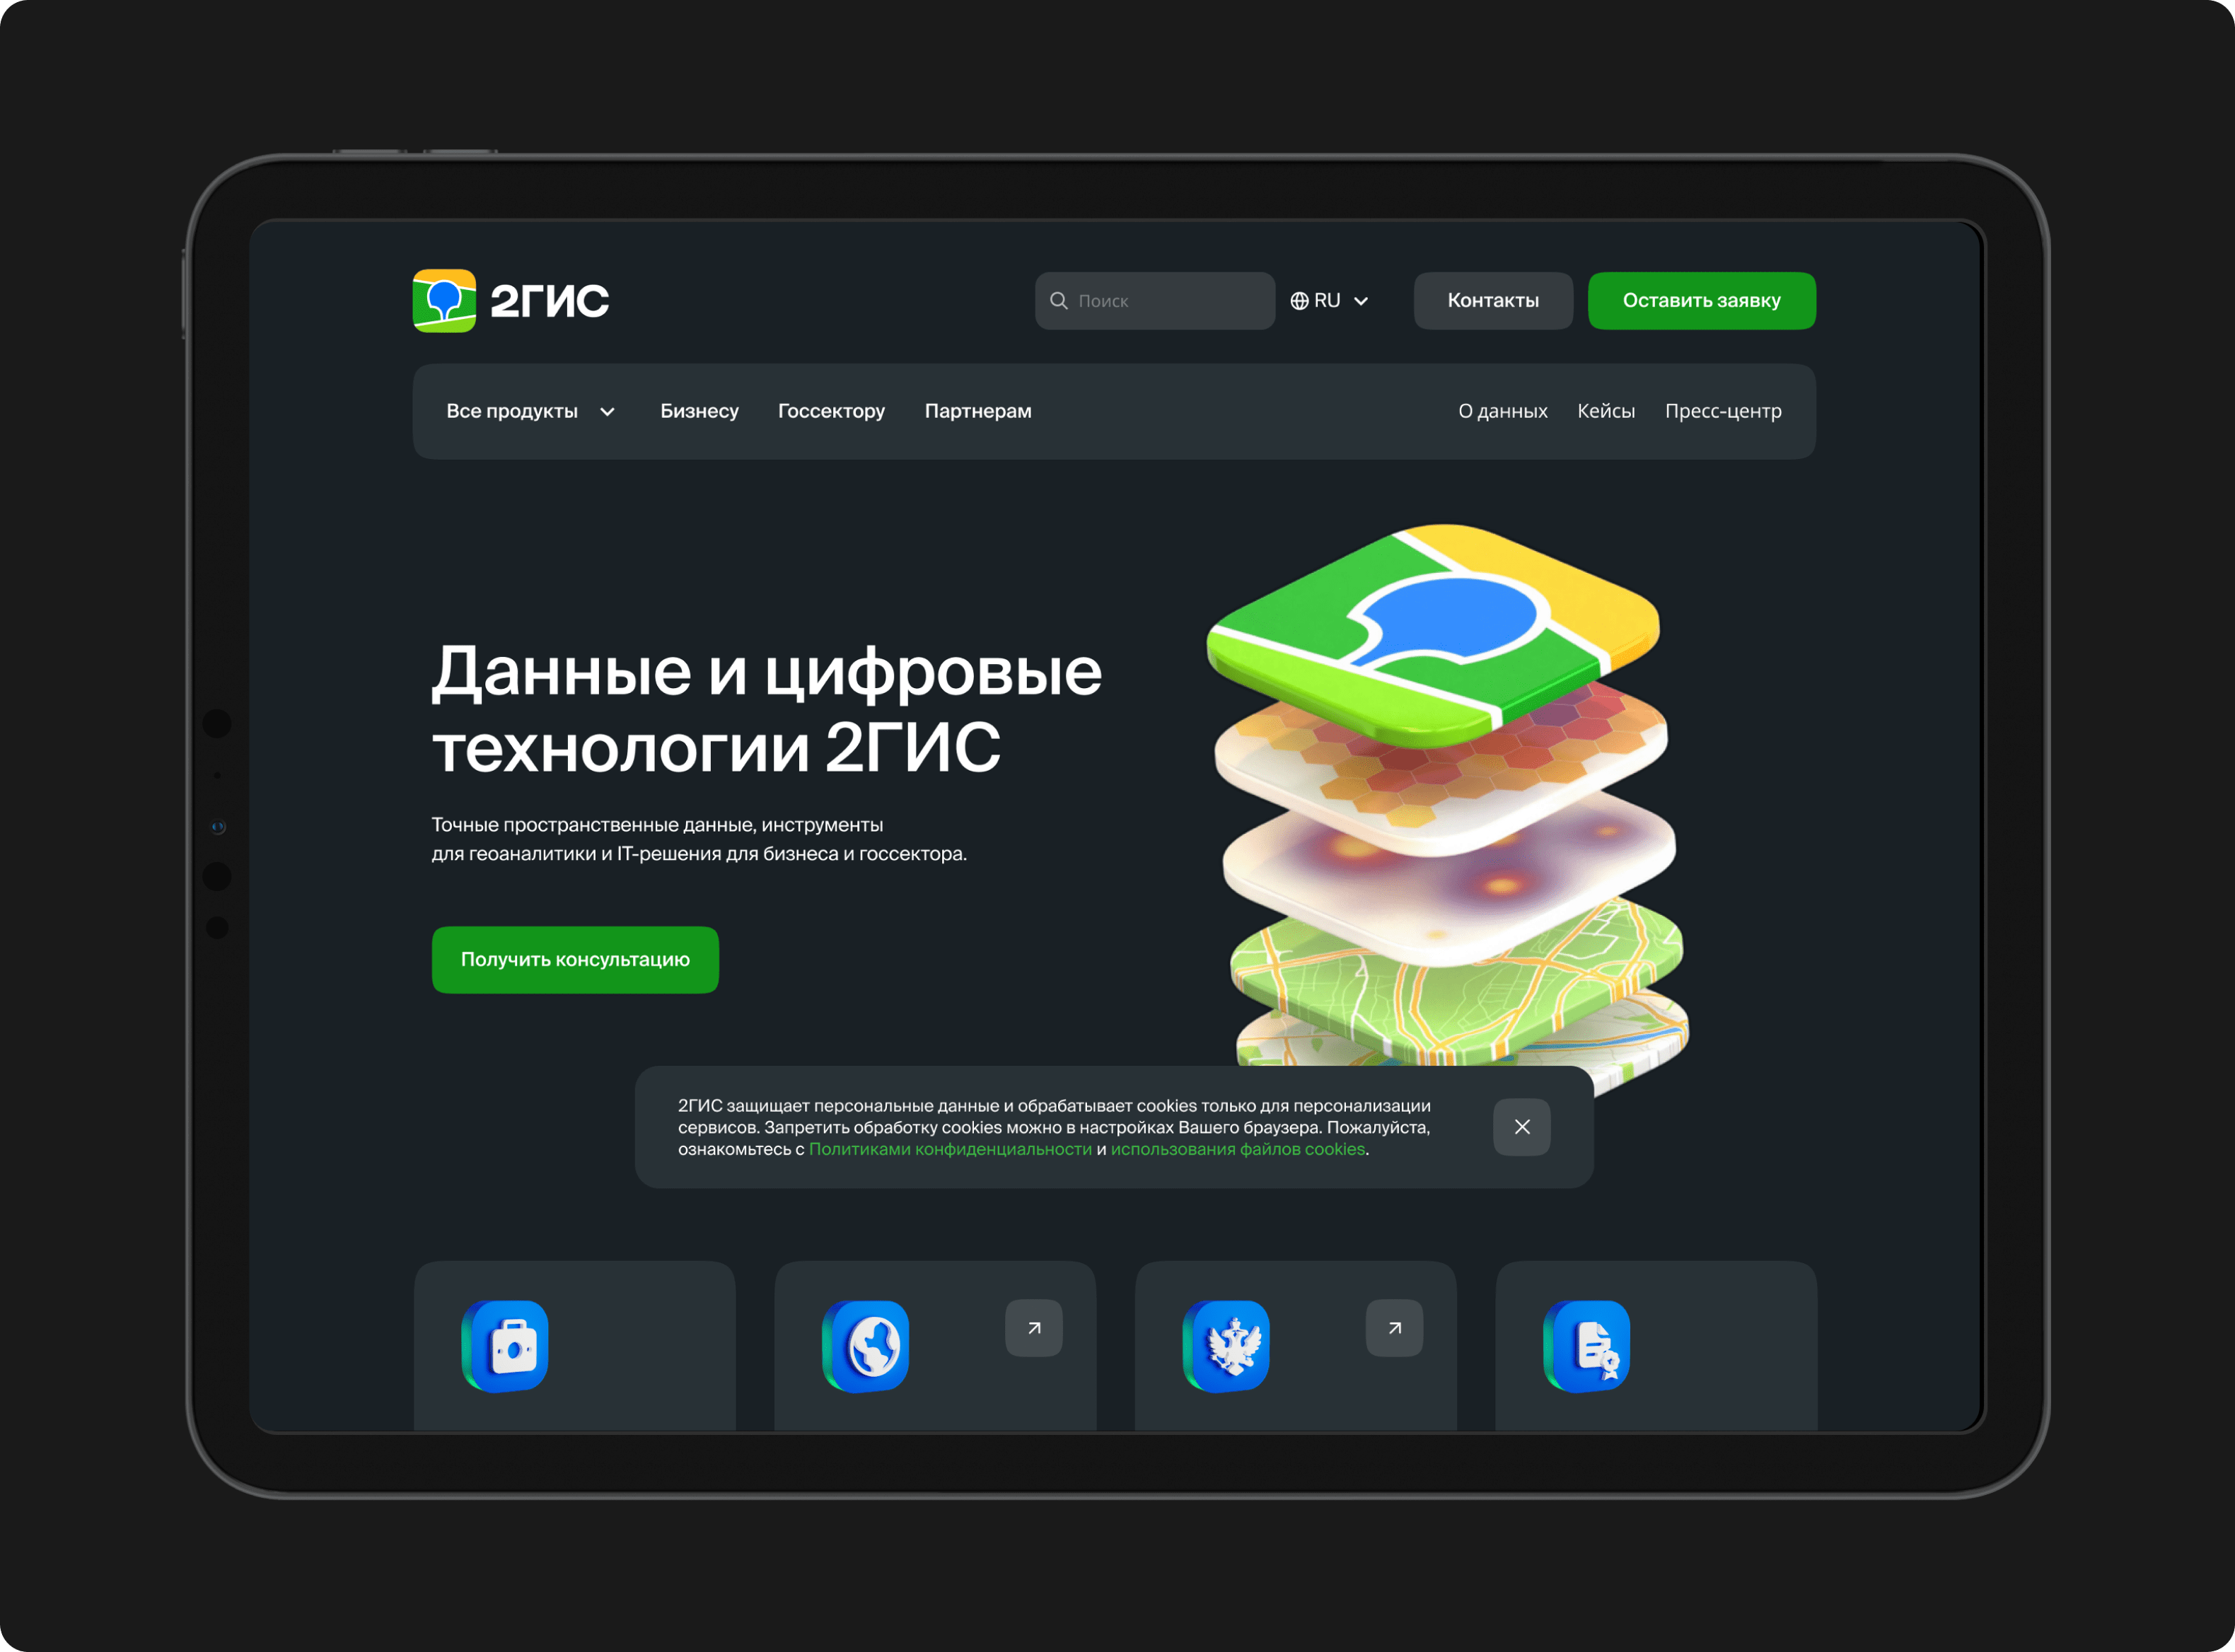 2ГИС
Поиск
RU
Контакты
Оставить заявку
Все продукты
Бизнесу
Госсектору
Партнерам
О данных
Кейсы
Пресс-центр
Данные и цифровые
технологии 2ГИС
Точные пространственные данные, инструменты
для геоаналитики и IT-решения для бизнеса и госсектора.
Получить консультацию
2ГИС защищает персональные данные и обрабатывает cookies только для персонализации
сервисов. Запретить обработку cookies можно в настройках Вашего браузера. Пожалуйста,
ознакомьтесь с Политиками конфиденциальности и использования файлов cookies.